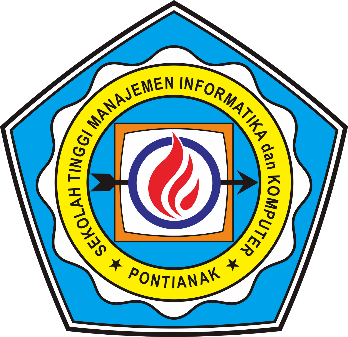 SEKOLAH TINGGI MANAJEMEN INFORMATIKA dan KOMPUTER
PONTIANAK